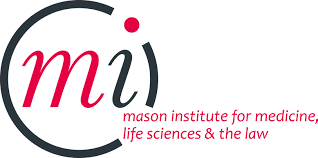 mi
mason institute for medicine,
life sciences & the law